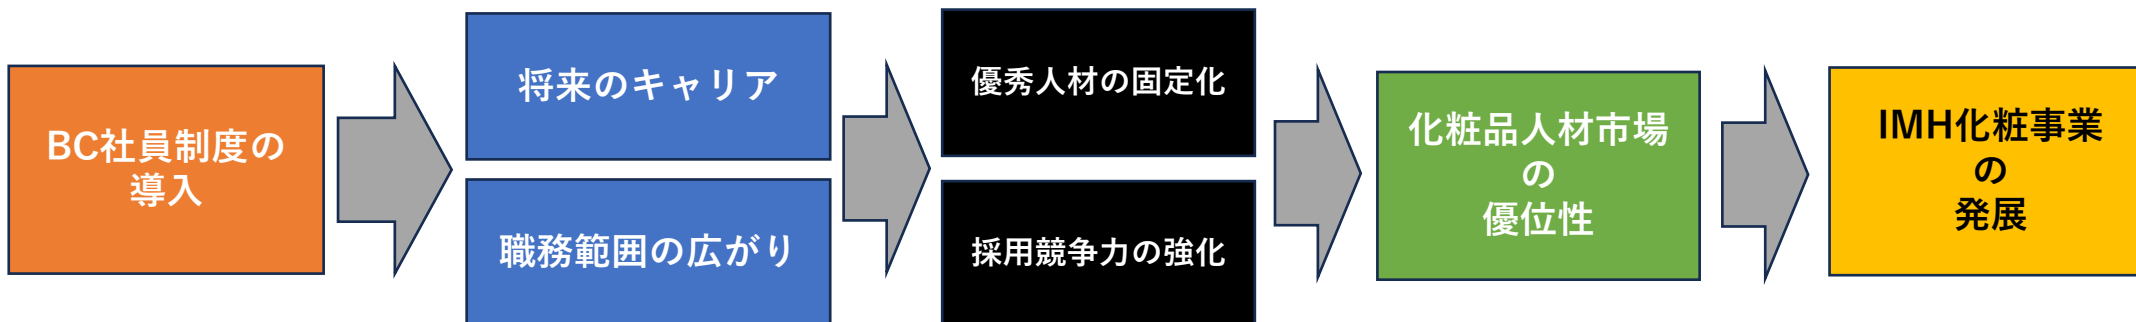 BC社員制度の
導入
将来のキャリア
職務範囲の広がり
優秀人材の固定化
採用競争力の強化
化粧品人材市場
の
優位性
IMH化粧事業
の
発展